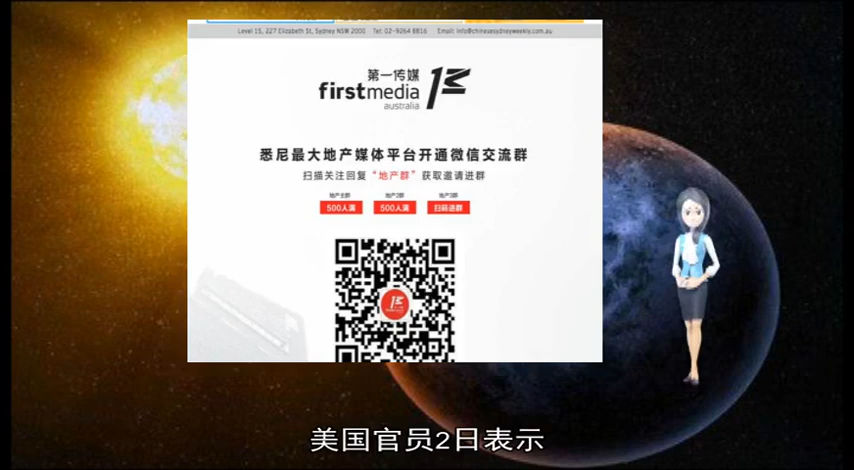 Level 15, 227 Elizabeth St, Sydney NSW 2000 Tel: 02-9264 8816 Email: info@chinesesydneyweekly.com.au
第一传媒
firstmedia
australia
悉尼最大地产媒体平台开通微信交流群
扫描关注回复“地产群”获取邀请进群
地产主群 地产2群 地产3群
500人满 500人满 扫码进群
美国官员2日表示